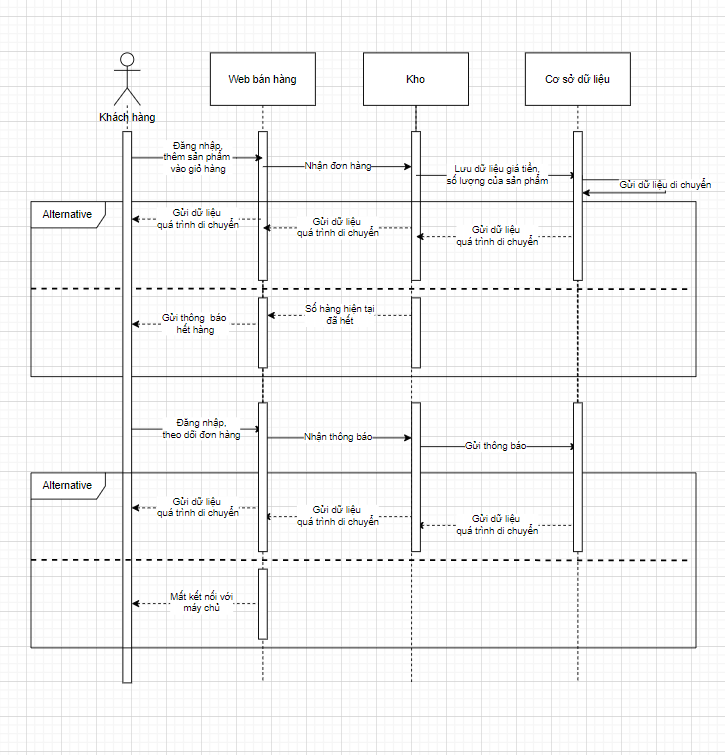 Khách hàng
Web bán hàng
Kho
Cơ sở dữ liệu
Đăng nhập,
thêm sản phẩm
vào giỏ hàng
Nhận đơn hàng
Lưu dữ liệu giá tiền,
số lượng của sản phẩm
Gửi dữ liệu di chuyển
Alternative
Gửi dữ liệu
quá trình di chuyển
Gửi dữ liệu
quá trình di chuyển
Gửi dữ liệu
quá trình di chuyển
Số hàng hiện tại
đã hết
Gửi thông báo
hết hàng
Đăng nhập,
theo dõi đơn hàng
Nhận thông báo
Gửi thông báo
Alternative
Gửi dữ liệu
quá trình di chuyển
Gửi dữ liệu
quá trình di chuyển
Gửi dữ liệu
quá trình di chuyển
Mất kết nối với
máy chủ